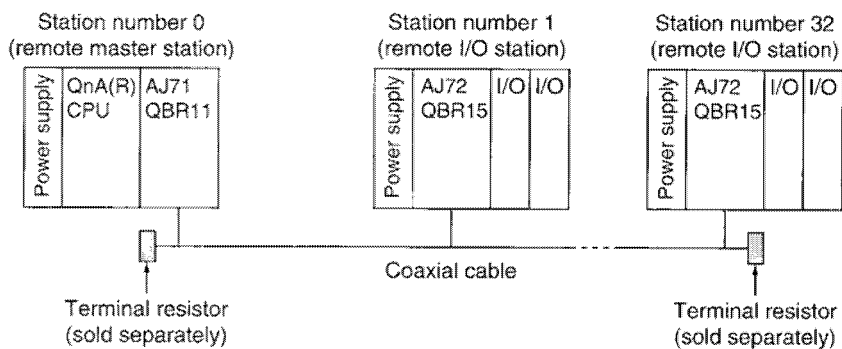 Station number 0
(remote master station)
Station number 1
(remote I/O station)
Station number 32
(remote I/O station)
Power supply
QnA(R)
CPU
AJ71
QBR11
Power supply
AJ72
QBR15
I/O
I/O
Power supply
AJ72
QBR15
I/O
I/O
Coaxial cable
Terminal resistor
(sold separately)
Terminal resistor
(sold separately)